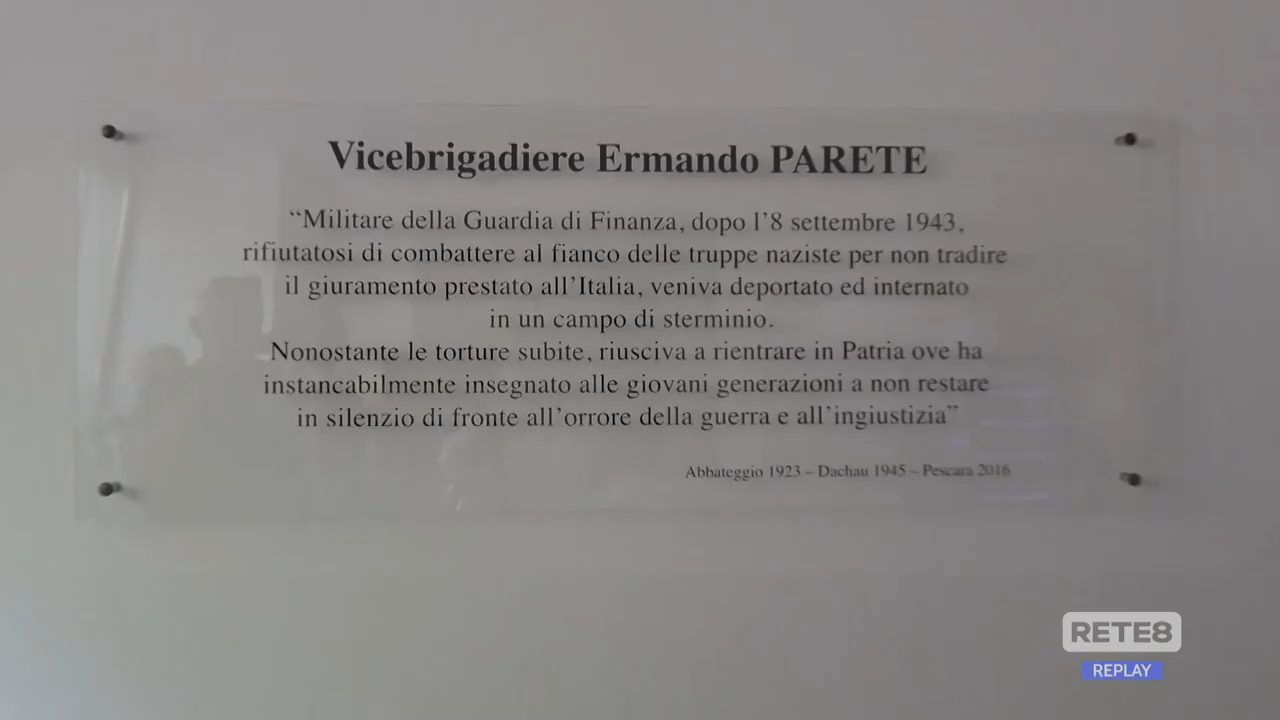 Vicebrigadiere Ermando PARETE
“Militare della Guardia di Finanza, dopo l’8 settembre 1943,
rifiutatosi di combattere al fianco delle truppe naziste per non tradire
il giuramento prestato all’Italia, veniva deportato ed internato
in un campo di sterminio.
Nonostante le torture subite, riusciva a rientrare in Patria ove ha
instancabilmente insegnato alle giovani generazioni a non restare
in silenzio di fronte all’orrore della guerra e all’ingiustizia”
Abbateggio 1923 – Dachau 1945 – Pescara 2016
RETE8
REPLAY